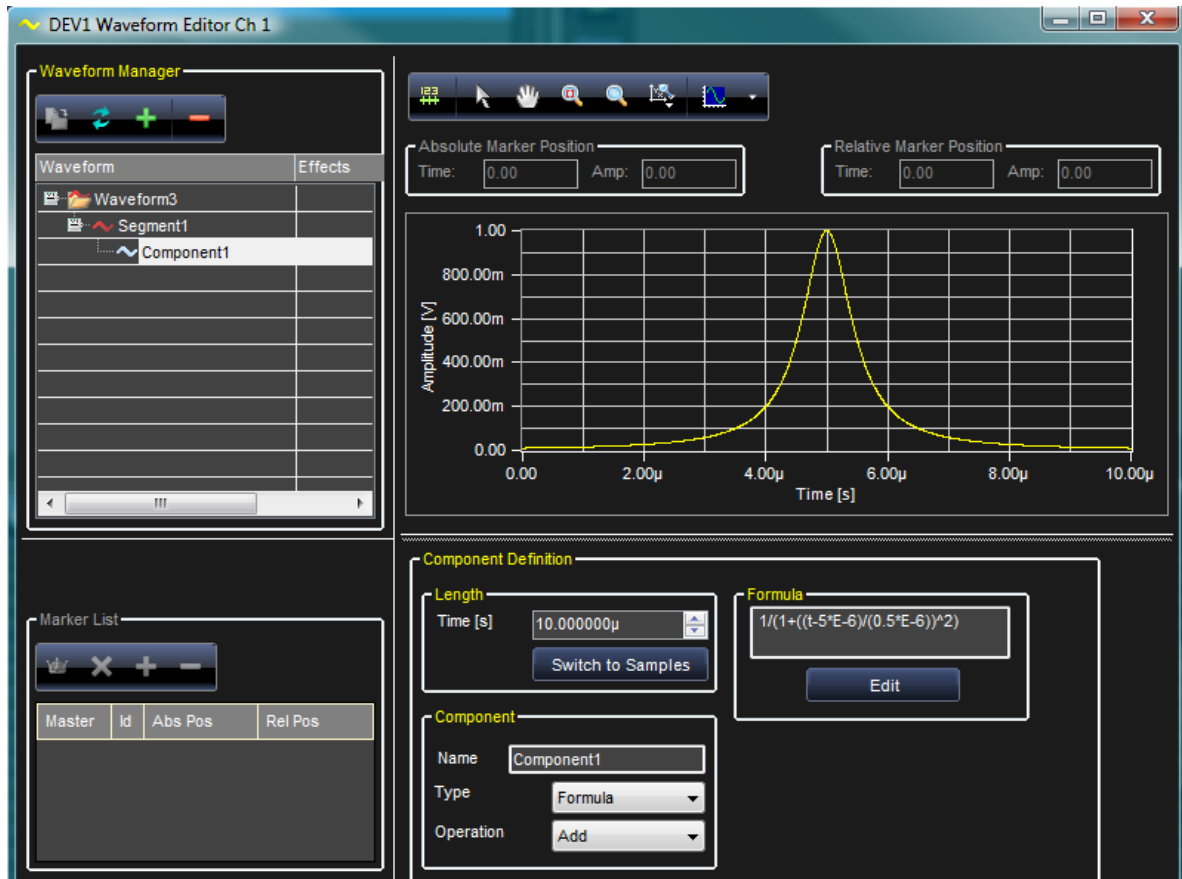 DEV1 Waveform Editor Ch 1
Waveform Manager
Waveform Effects
Waveform3
Segment1
Component1
Marker List
Master Id Abs Pos Rel Pos
123
Absolute Marker Position
Time: 0.00 Amp: 0.00
Relative Marker Position
Time: 0.00 Amp: 0.00
Amplitude [V]
1.00
800.00m
600.00m
400.00m
200.00m
0.00
0.00 2.00µ 4.00µ 6.00µ 8.00µ 10.00µ
Time [s]
Component Definition
Length
Time [s] 10.000000µ
Switch to Samples
Formula
1/(1+((t-5*E-6)/(0.5*E-6))^2)
Edit
Component
Name Component1
Type Formula
Operation Add